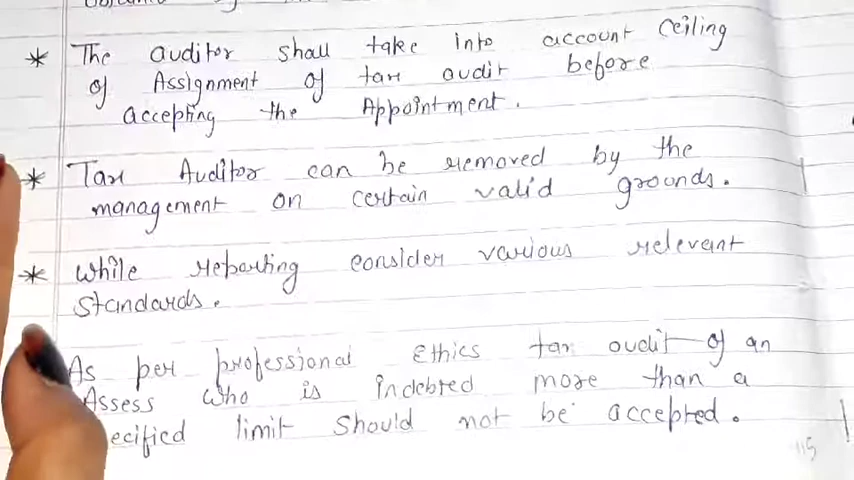 * The auditor shall take into account ceiling
of Assignment of tax audit before
accepting the Appointment.
* Tax Auditor can be removed by the
management on certain valid grounds.
* while reporting consider various relevant
standards.
As per professional Ethics tax audit of an
Assess who is indebted more than a
ecified limit should not be accepted.